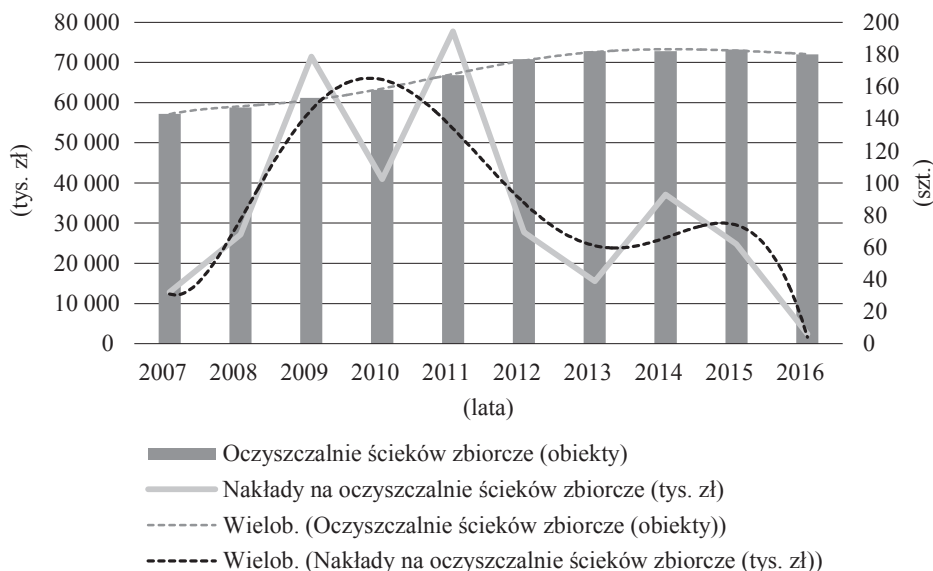 80 000
70 000
60 000
50 000
40 000
30 000
20 000
10 000
0
(tys. zł)
200
180
160
140
120
100
80
60
40
20
0
(szt.)
2007 2008 2009 2010 2011 2012 2013 2014 2015 2016
(lata)
Oczyszczalnie ścieków zbiorcze (obiekty)
Nakłady na oczyszczalnie ścieków zbiorcze (tys. zł)
Wielob. (Oczyszczalnie ścieków zbiorcze (obiekty))
Wielob. (Nakłady na oczyszczalnie ścieków zbiorcze (tys. zł))